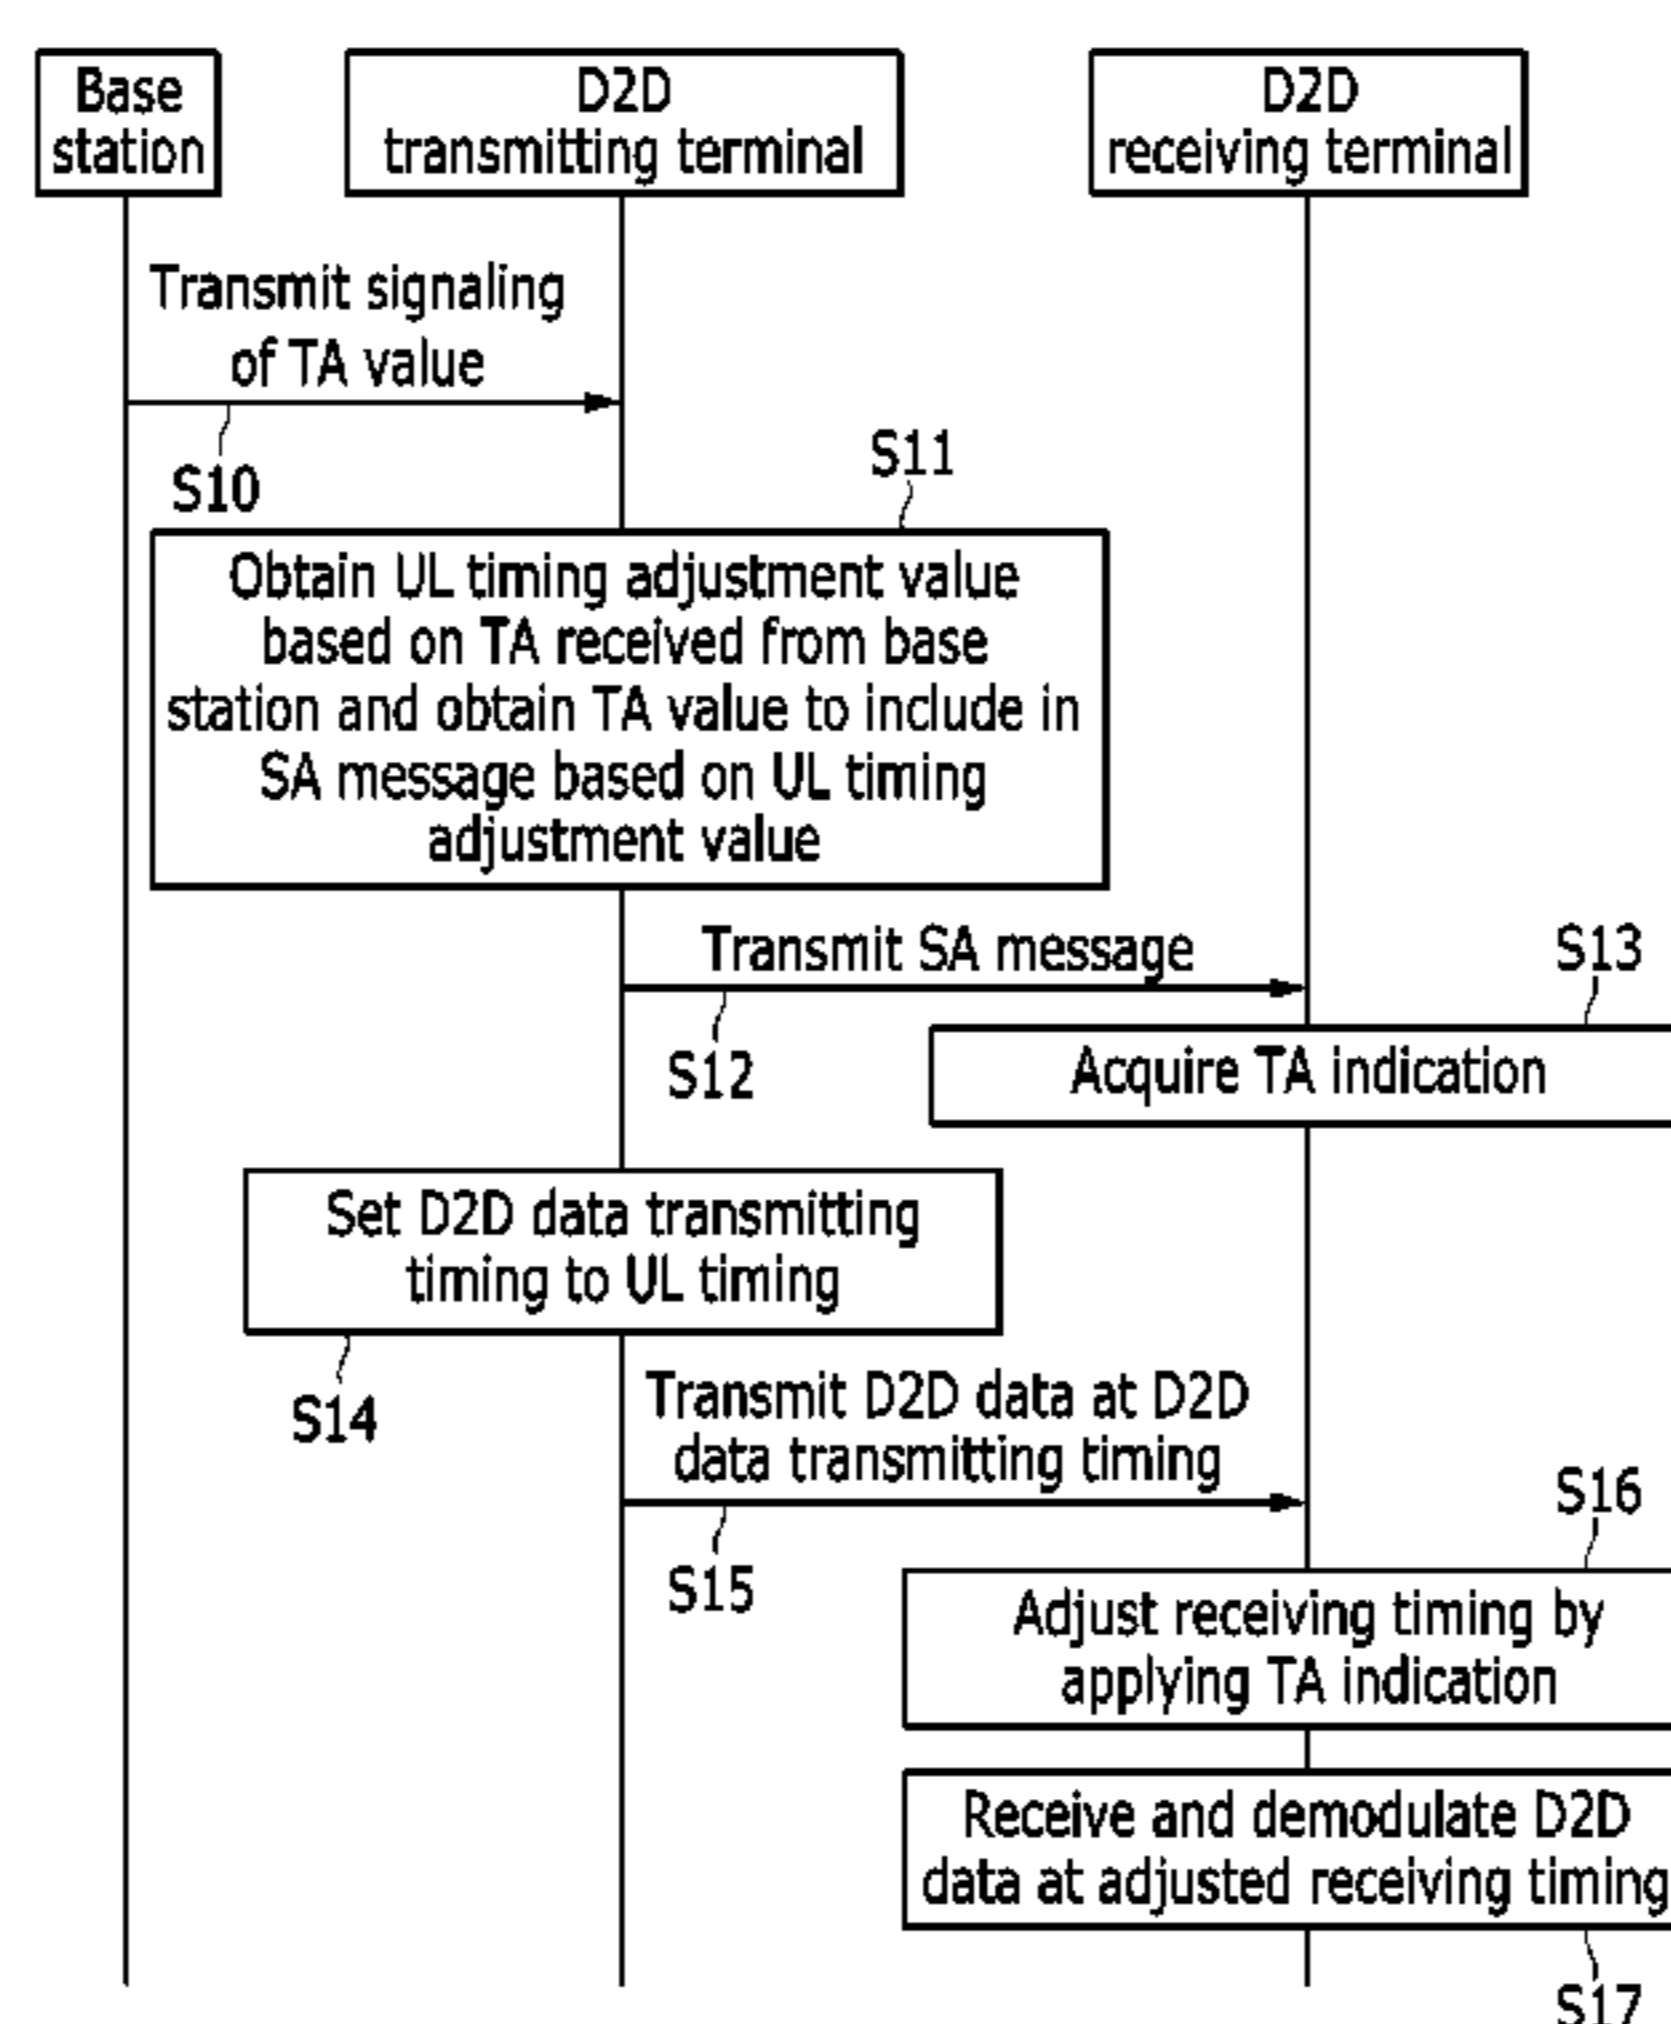 Base
station
D2D
transmitting terminal
D2D
receiving terminal
Transmit signaling
of TA value
S10
S11
Obtain UL timing adjustment value
based on TA received from base
station and obtain TA value to include in
SA message based on UL timing
adjustment value
Transmit SA message
S12
S13
Acquire TA indication
Set D2D data transmitting
timing to UL timing
S14
Transmit D2D data at D2D
data transmitting timing
S15
S16
Adjust receiving timing by
applying TA indication
Receive and demodulate D2D
data at adjusted receiving timing
S17